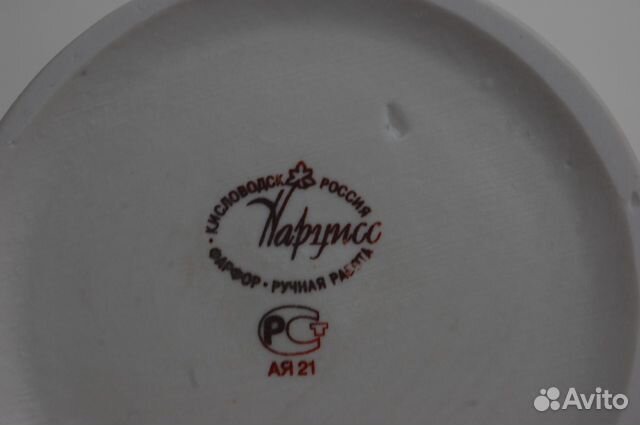 КИСЛОВОДСК РОССИЯ
Нарцисс
ФАРФОР · РУЧНАЯ РАБОТА
РСТ
АЯ 21
Avito